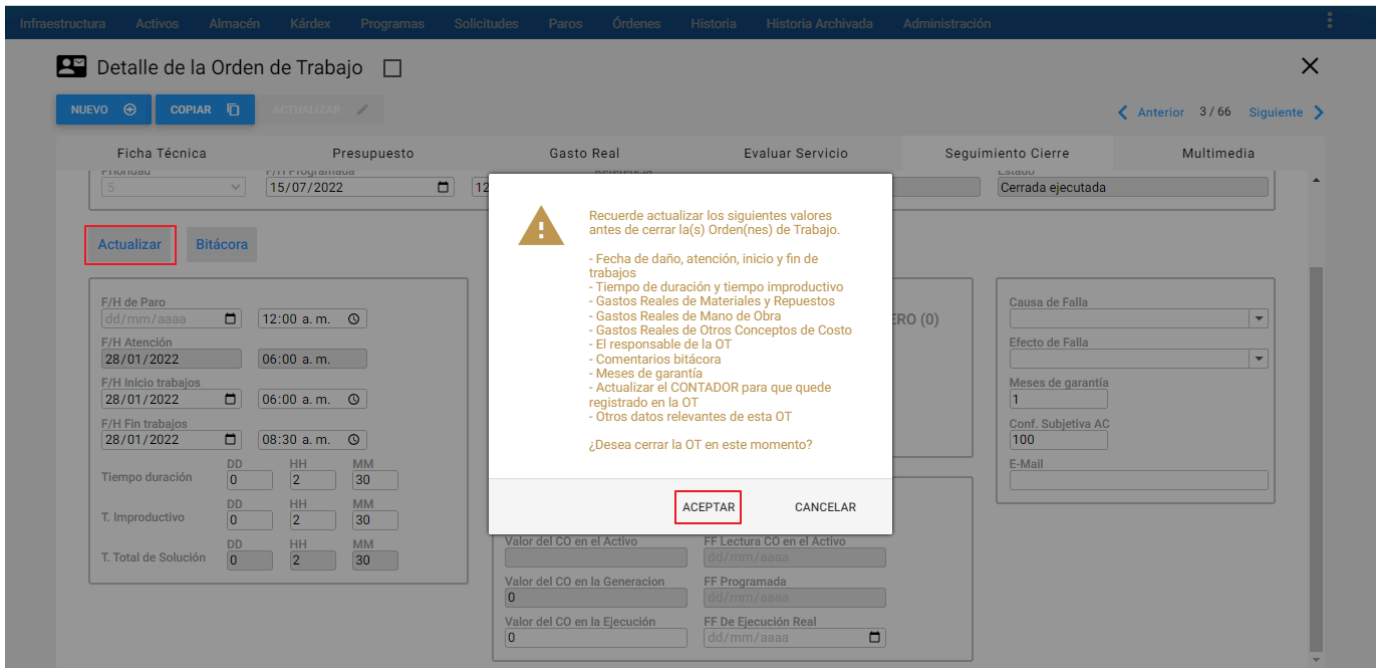 Infraestructura Activos Almacén Kárdex Programas Solicitudes Paros Órdenes Historia Historia Archivada Administración
Detalle de la Orden de Trabajo
NUEVO COPIAR ACTUALIZAR
Anterior 3 / 66 Siguiente
Ficha Técnica Presupuesto Gasto Real Evaluar Servicio Seguimiento Cierre Multimedia
Prioridad F/H Programada Referencia Estado
5 15/07/2022 12 Cerrada ejecutada
Actualizar Bitácora
Recuerde actualizar los siguientes valores
antes de cerrar la(s) Orden(nes) de Trabajo.
- Fecha de daño, atención, inicio y fin de
trabajos
- Tiempo de duración y tiempo improductivo
- Gastos Reales de Materiales y Repuestos
- Gastos Reales de Mano de Obra
- Gastos Reales de Otros Conceptos de Costo
- El responsable de la OT
- Comentarios bitácora
- Meses de garantía
- Actualizar el CONTADOR para que quede
registrado en la OT
- Otros datos relevantes de esta OT
¿Desea cerrar la OT en este momento?
ACEPTAR CANCELAR
F/H de Paro
dd/mm/aaaa 12:00 a. m.
F/H Atención
28/01/2022 06:00 a. m.
F/H Inicio trabajos
28/01/2022 06:00 a. m.
F/H Fin trabajos
28/01/2022 08:30 a. m.
DD HH MM
Tiempo duración 0 2 30
DD HH MM
T. Improductivo 0 2 30
DD HH MM
T. Total de Solución 0 2 30
ERO (0)
Valor del CO en el Activo FF Lectura CO en el Activo
dd/mm/aaaa
Valor del CO en la Generacion FF Programada
0 dd/mm/aaaa
Valor del CO en la Ejecución FF De Ejecución Real
0 dd/mm/aaaa
Causa de Falla
Efecto de Falla
Meses de garantía
1
Conf. Subjetiva AC
100
E-Mail